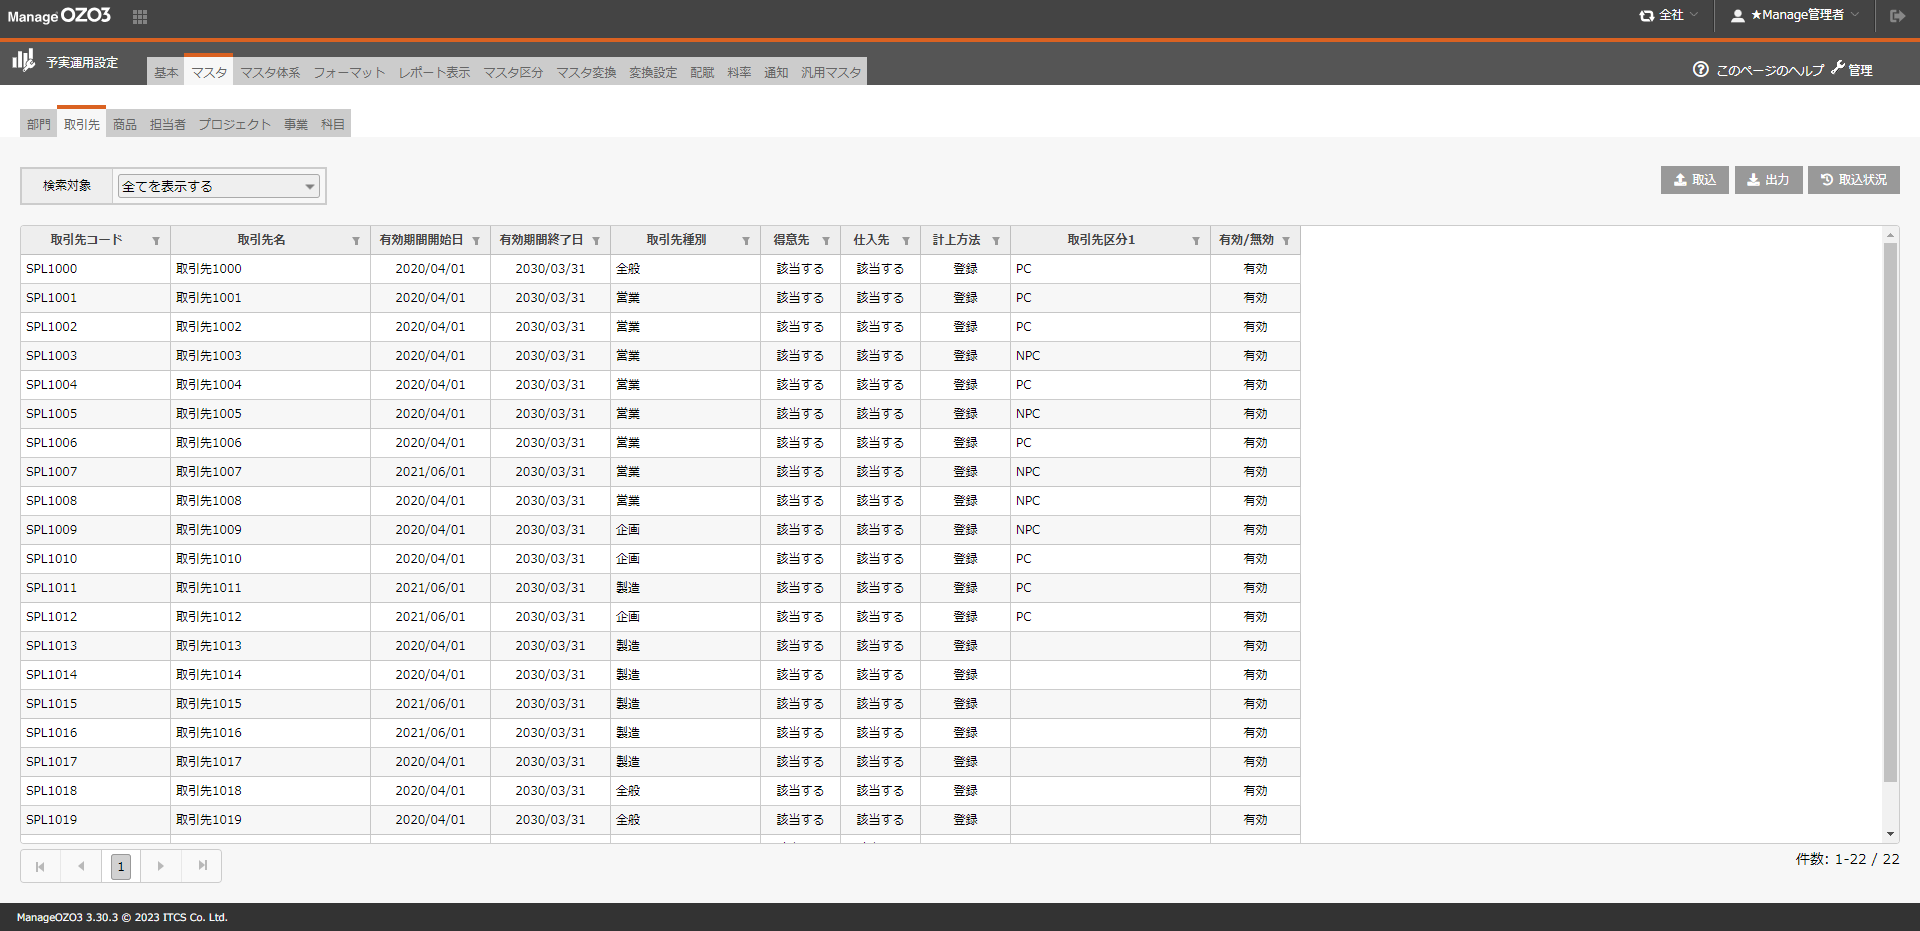 Manage OZO3 全社 ★Manage管理者
予実運用設定 基本 マスタ マスタ体系 フォーマット レポート表示 マスタ区分 マスタ変換 変換設定 配賦 料率 通知 汎用マスタ このページのヘルプ 管理
部門 取引先 商品 担当者 プロジェクト 事業 科目
検索対象 全てを表示する 取込 出力 取込状況
取引先コード 取引先名 有効期間開始日 有効期間終了日 取引先種別 得意先 仕入先 計上方法 取引先区分1 有効/無効
SPL1000 取引先1000 2020/04/01 2030/03/31 全般 該当する 該当する 登録 PC 有効
SPL1001 取引先1001 2020/04/01 2030/03/31 営業 該当する 該当する 登録 PC 有効
SPL1002 取引先1002 2020/04/01 2030/03/31 営業 該当する 該当する 登録 PC 有効
SPL1003 取引先1003 2020/04/01 2030/03/31 営業 該当する 該当する 登録 NPC 有効
SPL1004 取引先1004 2020/04/01 2030/03/31 営業 該当する 該当する 登録 PC 有効
SPL1005 取引先1005 2020/04/01 2030/03/31 営業 該当する 該当する 登録 NPC 有効
SPL1006 取引先1006 2020/04/01 2030/03/31 営業 該当する 該当する 登録 PC 有効
SPL1007 取引先1007 2021/06/01 2030/03/31 営業 該当する 該当する 登録 NPC 有効
SPL1008 取引先1008 2020/04/01 2030/03/31 営業 該当する 該当する 登録 NPC 有効
SPL1009 取引先1009 2020/04/01 2030/03/31 企画 該当する 該当する 登録 NPC 有効
SPL1010 取引先1010 2020/04/01 2030/03/31 企画 該当する 該当する 登録 PC 有効
SPL1011 取引先1011 2021/06/01 2030/03/31 製造 該当する 該当する 登録 PC 有効
SPL1012 取引先1012 2021/06/01 2030/03/31 企画 該当する 該当する 登録 PC 有効
SPL1013 取引先1013 2020/04/01 2030/03/31 製造 該当する 該当する 登録 有効
SPL1014 取引先1014 2020/04/01 2030/03/31 製造 該当する 該当する 登録 有効
SPL1015 取引先1015 2021/06/01 2030/03/31 製造 該当する 該当する 登録 有効
SPL1016 取引先1016 2021/06/01 2030/03/31 製造 該当する 該当する 登録 有効
SPL1017 取引先1017 2020/04/01 2030/03/31 製造 該当する 該当する 登録 有効
SPL1018 取引先1018 2020/04/01 2030/03/31 全般 該当する 該当する 登録 有効
SPL1019 取引先1019 2020/04/01 2030/03/31 全般 該当する 該当する 登録 有効
1 件数: 1-22 / 22
ManageOZO3 3.30.3 © 2023 ITCS Co. Ltd.